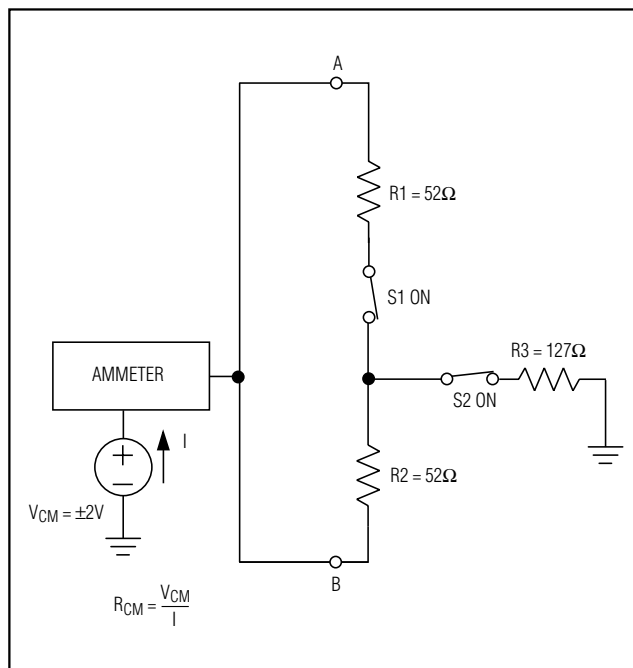 A
R1 = 52Ω
S1 ON
R3 = 127Ω
AMMETER
S2 ON
I
R2 = 52Ω
VCM = ±2V
B
RCM = VCM
I